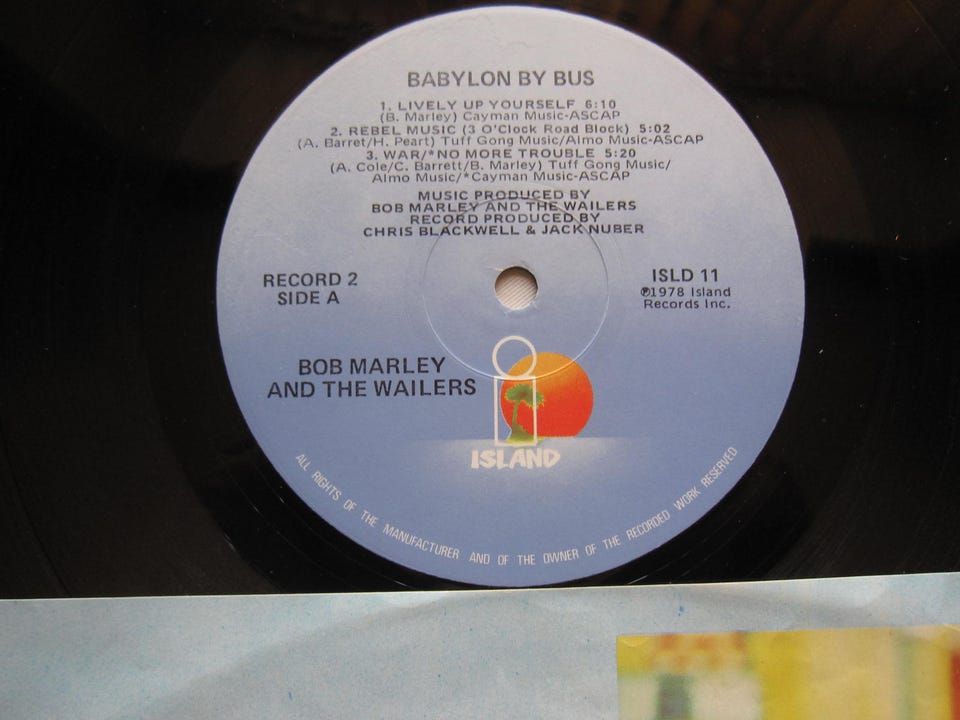 BABYLON BY BUS
1. LIVELY UP YOURSELF 6:10
(B. Marley) Cayman Music-ASCAP
2. REBEL MUSIC (3 O'Clock Road Block) 5:02
(A. Barret/H. Peart) Tuff Gong Music/Almo Music-ASCAP
3. WAR/*NO MORE TROUBLE 5:20
(A. Cole/C. Barrett/B. Marley) Tuff Gong Music/
Almo Music/*Cayman Music-ASCAP
MUSIC PRODUCED BY
BOB MARLEY AND THE WAILERS
RECORD PRODUCED BY
CHRIS BLACKWELL & JACK NUBER
RECORD 2
SIDE A
ISLD 11
℗1978 Island
Records Inc.
BOB MARLEY
AND THE WAILERS
ISLAND
ALL RIGHTS OF THE MANUFACTURER AND OF THE OWNER OF THE RECORDED WORK RESERVED